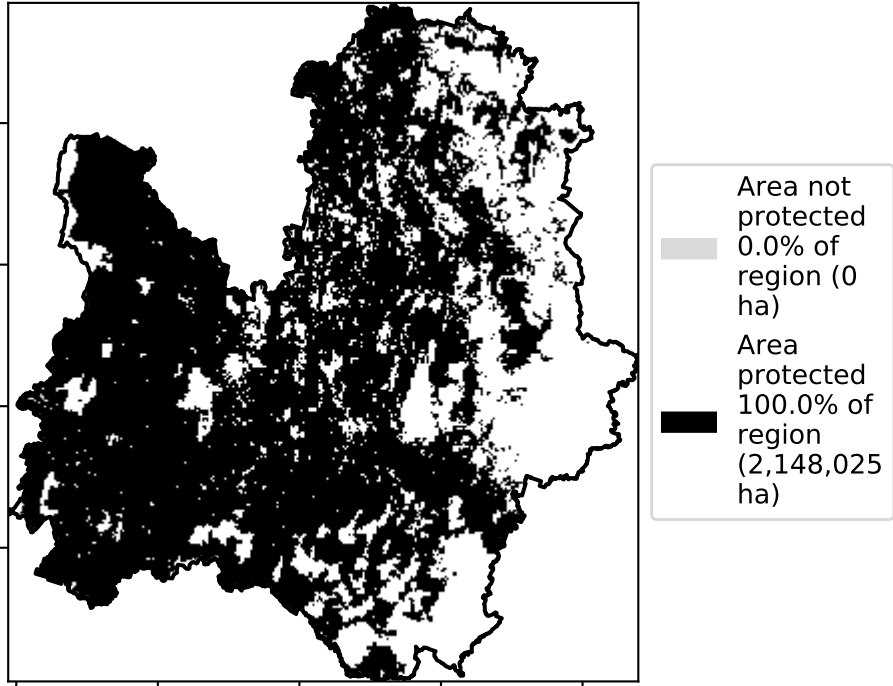 Area not
protected
0.0% of
region (0
ha)
Area
protected
100.0% of
region
(2,148,025
ha)